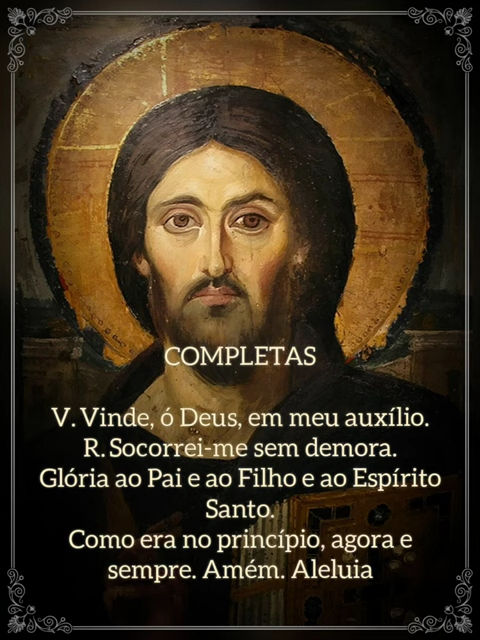 COMPLETAS
V. Vinde, ó Deus, em meu auxílio.
R. Socorrei-me sem demora.
Glória ao Pai e ao Filho e ao Espírito
Santo.
Como era no princípio, agora e
sempre. Amém. Aleluia